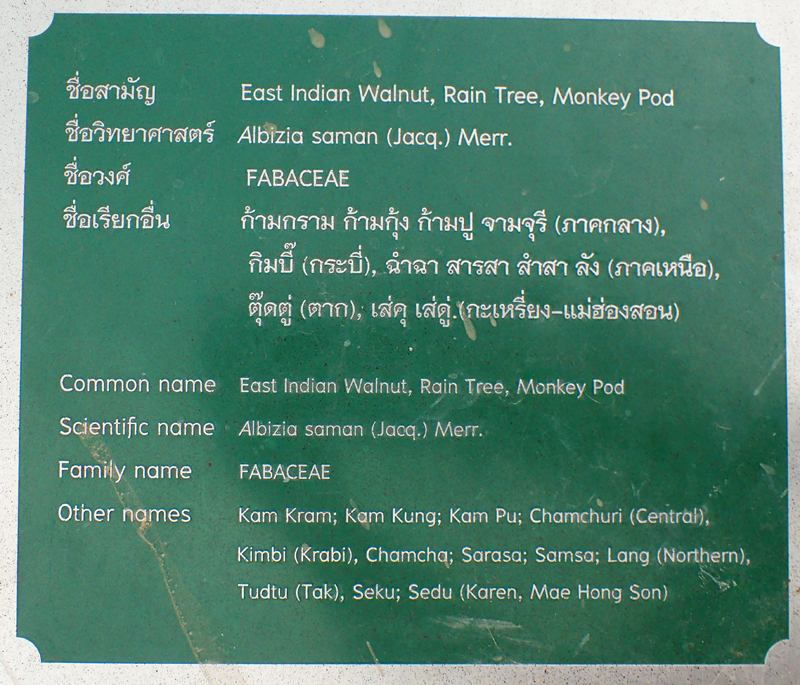 ชื่อสามัญ East Indian Walnut, Rain Tree, Monkey Pod
ชื่อวิทยาศาสตร์ Albizia saman (Jacq.) Merr.
ชื่อวงศ์ FABACEAE
ชื่อเรียกอื่น ก้ามกราม ก้ามกุ้ง ก้ามปู จามจุรี (ภาคกลาง),
กิมบี๊ (กระบี่), ฉำฉา สารสา สำสา ลัง (ภาคเหนือ),
ตุ๊ดตู่ (ตาก), เส่คุ เส่ดู่ (กะเหรี่ยง-แม่ฮ่องสอน)
Common name East Indian Walnut, Rain Tree, Monkey Pod
Scientific name Albizia saman (Jacq.) Merr.
Family name FABACEAE
Other names Kam Kram; Kam Kung; Kam Pu; Chamchuri (Central),
Kimbi (Krabi), Chamcha; Sarasa; Samsa; Lang (Northern),
Tudtu (Tak), Seku; Sedu (Karen, Mae Hong Son)